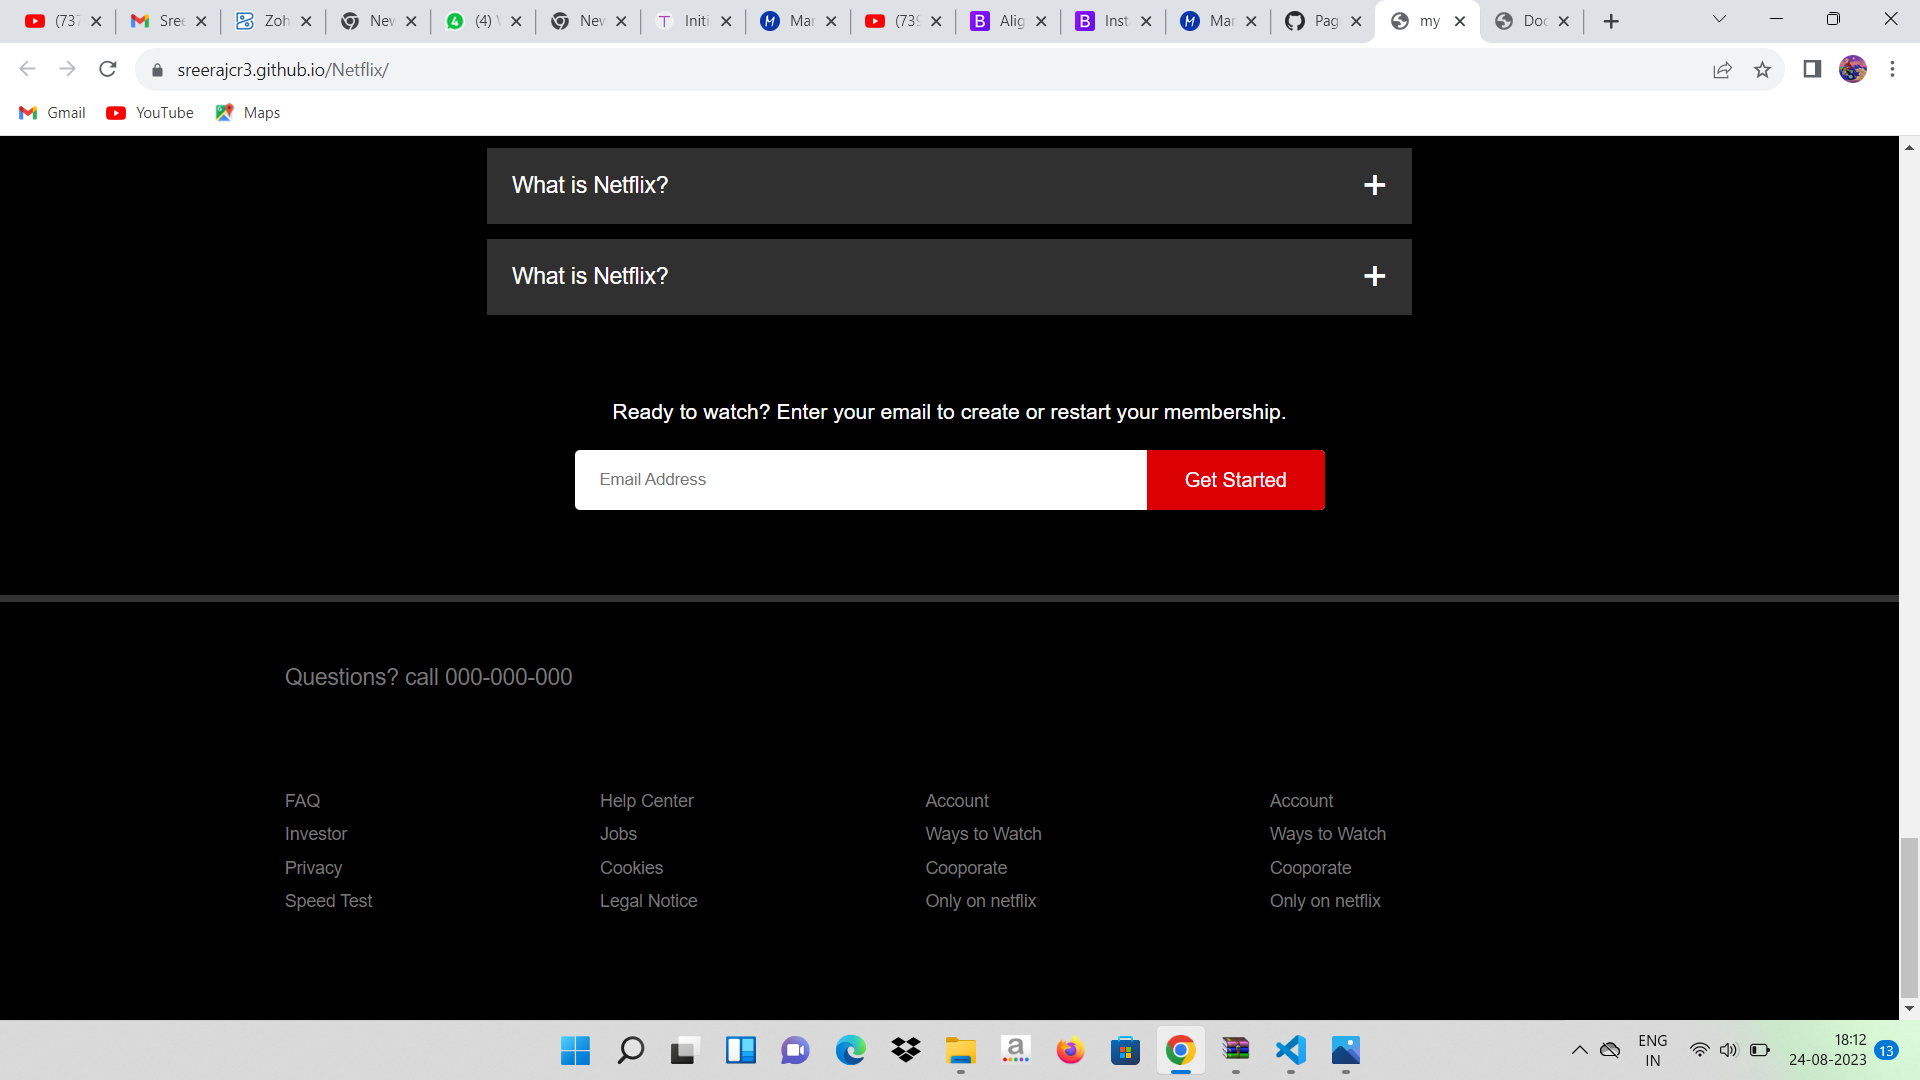 (737
Sree
Zoh
New
(4) \
New
Initi
Mar
(739
Alig
Inst
Mar
Pag
my
Doc
sreerajcr3.github.io/Netflix/
Gmail YouTube Maps
What is Netflix?
What is Netflix?
Ready to watch? Enter your email to create or restart your membership.
Email Address Get Started
Questions? call 000-000-000
FAQ Help Center Account Account
Investor Jobs Ways to Watch Ways to Watch
Privacy Cookies Cooporate Cooporate
Speed Test Legal Notice Only on netflix Only on netflix
ENG 18:12
IN 24-08-2023 13